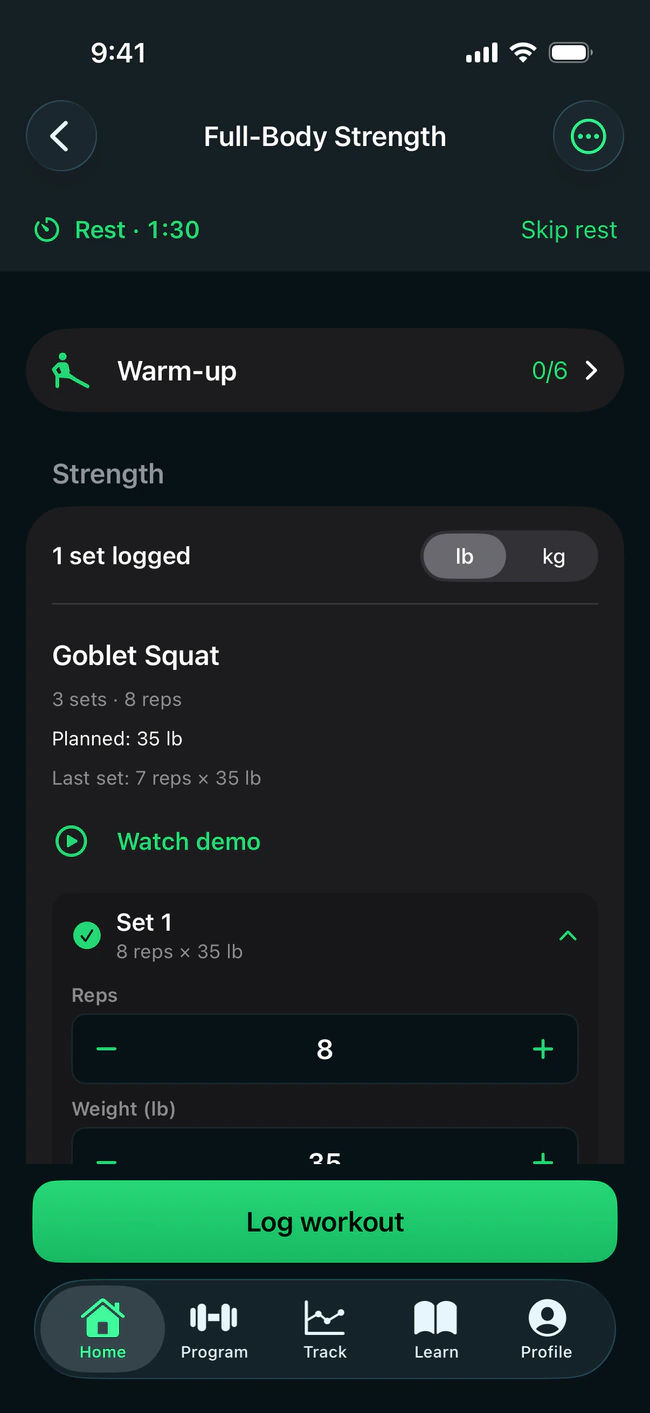 9:41
Full-Body Strength
Rest · 1:30
Skip rest
Warm-up
0/6
Strength
1 set logged
lb
kg
Goblet Squat
3 sets · 8 reps
Planned: 35 lb
Last set: 7 reps × 35 lb
Watch demo
Set 1
8 reps × 35 lb
Reps
− 8 +
Weight (lb)
− 35 +
Log workout
Home
Program
Track
Learn
Profile